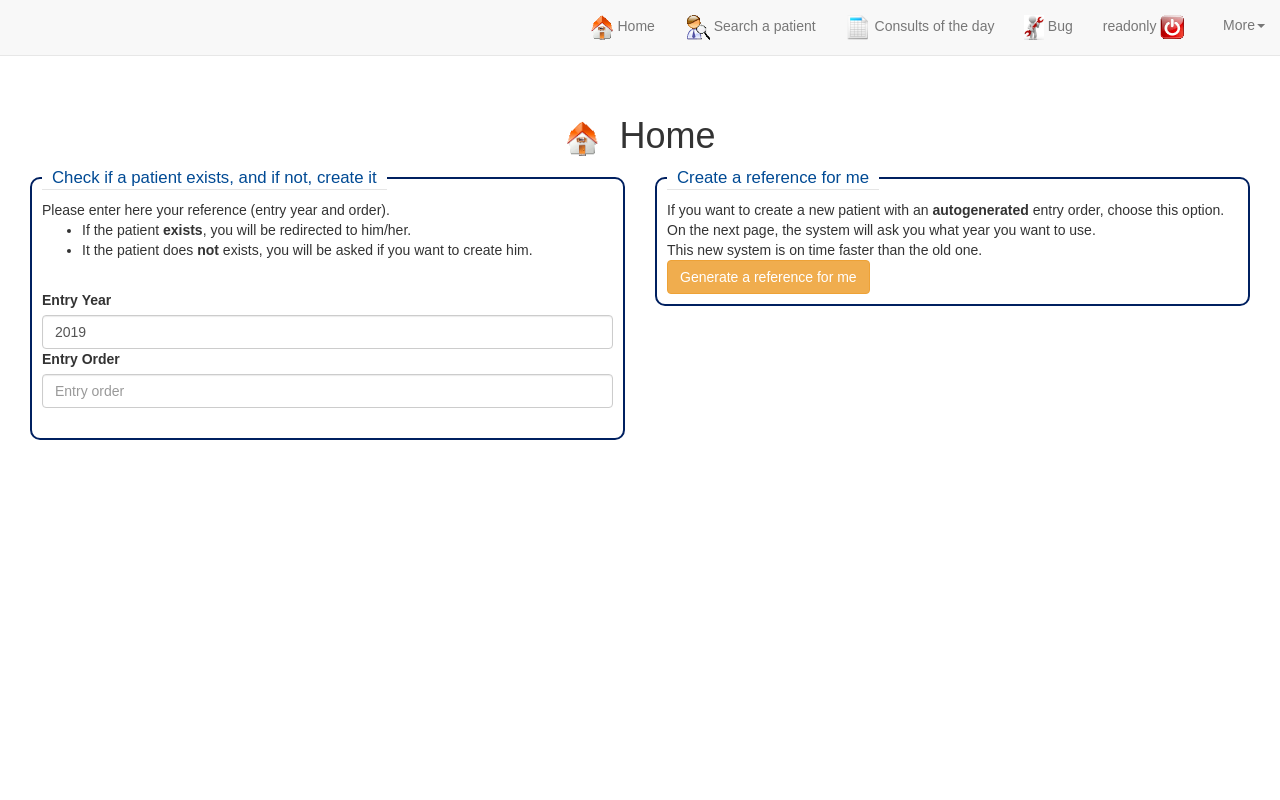 Home
Search a patient
Consults of the day
Bug
readonly
More
Home
Check if a patient exists, and if not, create it
Please enter here your reference (entry year and order).
If the patient exists, you will be redirected to him/her.
It the patient does not exists, you will be asked if you want to create him.
Entry Year
2019
Entry Order
Entry order
Create a reference for me
If you want to create a new patient with an autogenerated entry order, choose this option.
On the next page, the system will ask you what year you want to use.
This new system is on time faster than the old one.
Generate a reference for me